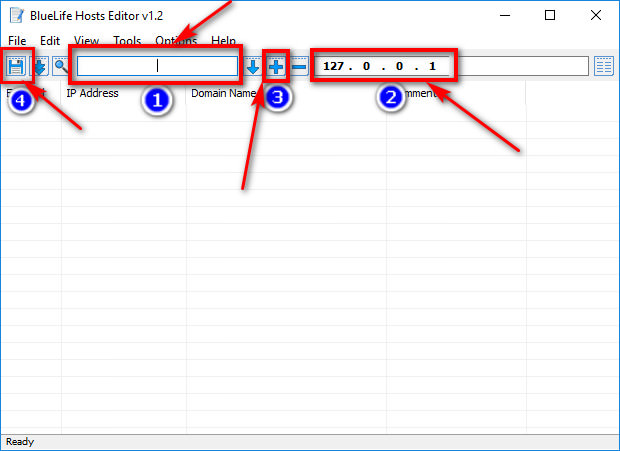 BlueLife Hosts Editor v1.2
File Edit View Tools Options Help
127 . 0 . 0 . 1
IP Address Domain Name
1
2
3
4
Ready